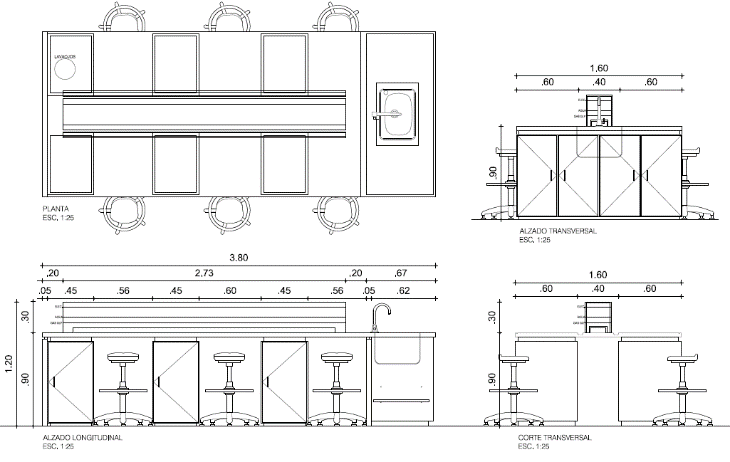 LAVAOJOS
PLANTA
ESC, 1:25
1,60
.60 .40 .60
.90
ALZADO TRANSVERSAL
ESC, 1:25
3.80
.20 2.73 .20 .67
.05 .45 .56 .45 .60 .45 .56 .05 .62
.30
1.20
.90
ALZADO LONGITUDINAL
ESC, 1:25
1.60
.60 .40 .60
.30
.90
CORTE TRANSVERSAL
ESC, 1:25